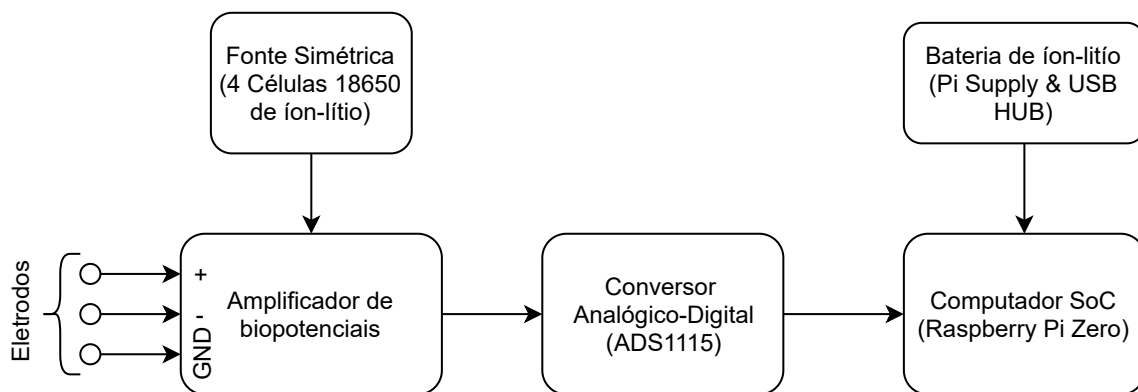 Fonte Simétrica
(4 Células 18650
de íon-lítio)
Bateria de íon-litío
(Pi Supply & USB
HUB)
Eletrodos
+
-
GND
Amplificador de
biopotenciais
Conversor
Analógico-Digital
(ADS1115)
Computador SoC
(Raspberry Pi Zero)